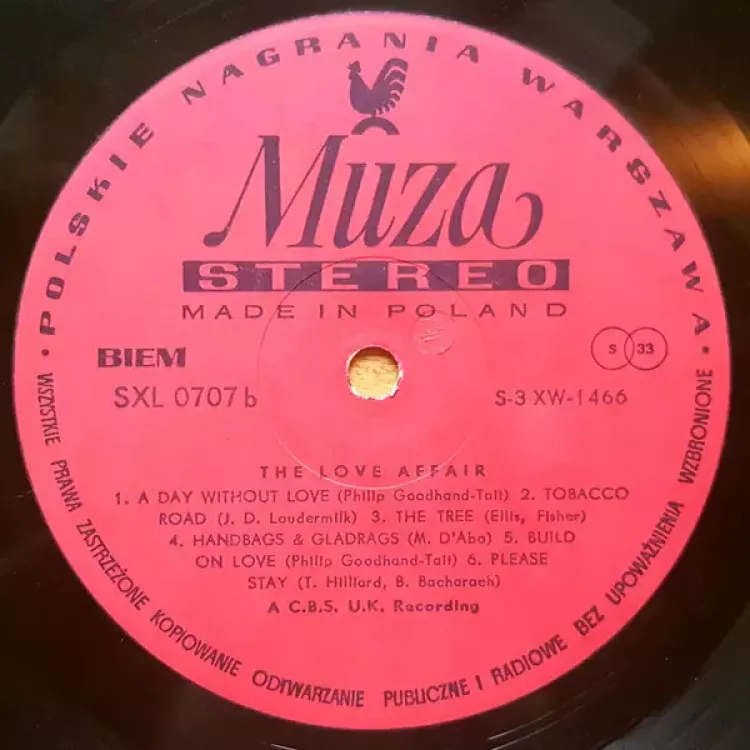 • POLSKIE NAGRANIA WARSZAWA •
Muza
STEREO
MADE IN POLAND
BIEM
S 33
SXL 0707 b
S-3 XW-1466
THE LOVE AFFAIR
1. A DAY WITHOUT LOVE (Philip Goodhand-Tait) 2. TOBACCO
ROAD (J. D. Loudermilk) 3. THE TREE (Ellis, Fisher)
4. HANDBAGS & GLADRAGS (M. D'Abo) 5. BUILD
ON LOVE (Philip Goodhand-Tait) 6. PLEASE
STAY (T. Hilliard, B. Bacharach)
A C.B.S. U.K. Recording
WSZYSTKIE PRAWA ZASTRZEŻONE KOPIOWANIE ODTWARZANIE PUBLICZNE I RADIOWE BEZ UPOWAŻNIENIA WZBRONIONE